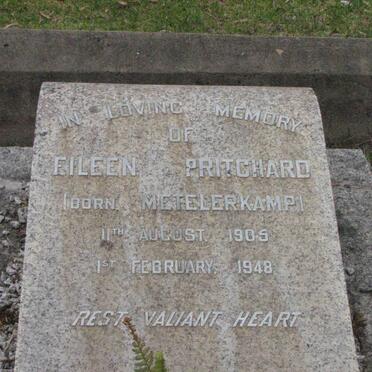 IN LOVING MEMORY
OF
EILEEN PRITCHARD
(BORN METELERKAMP)
11TH AUGUST, 1905
1ST FEBRUARY, 1948
REST VALIANT HEART